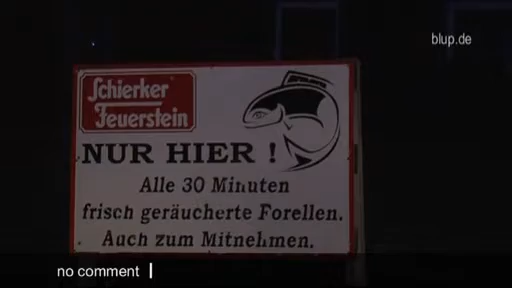 blup.de
Schierker
Feuerstein
NUR HIER !
Alle 30 Minuten
frisch geräucherte Forellen.
Auch zum Mitnehmen.
no comment